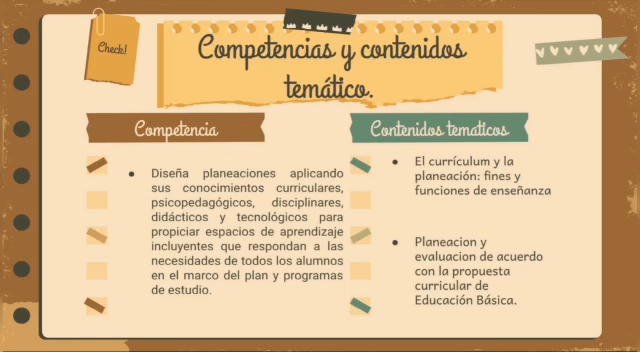 Check!
Competencias y contenidos
temático.
Competencia
Diseña planeaciones aplicando
sus conocimientos curriculares,
psicopedagógicos, disciplinares,
didácticos y tecnológicos para
propiciar espacios de aprendizaje
incluyentes que respondan a las
necesidades de todos los alumnos
en el marco del plan y programas
de estudio.
Contenidos tematicos
El currículum y la
planeación: fines y
funciones de enseñanza
Planeacion y
evaluacion de acuerdo
con la propuesta
curricular de
Educación Básica.